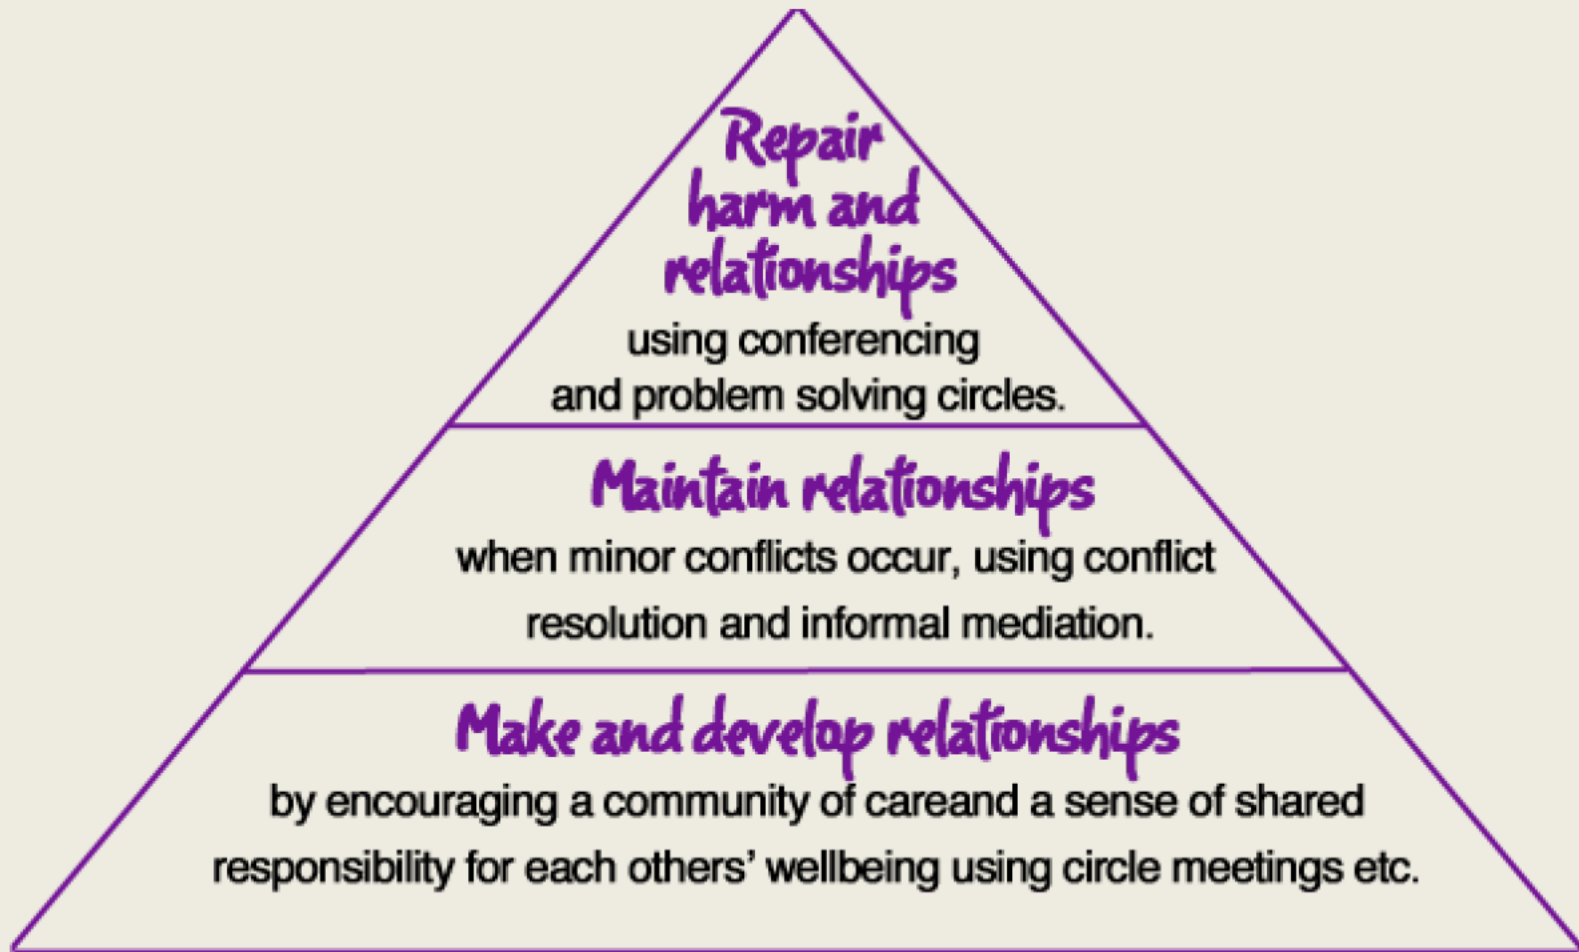 Repair
harm and
relationships
using conferencing
and problem solving circles.
Maintain relationships
when minor conflicts occur, using conflict
resolution and informal mediation.
Make and develop relationships
by encouraging a community of careand a sense of shared
responsibility for each others’ wellbeing using circle meetings etc.